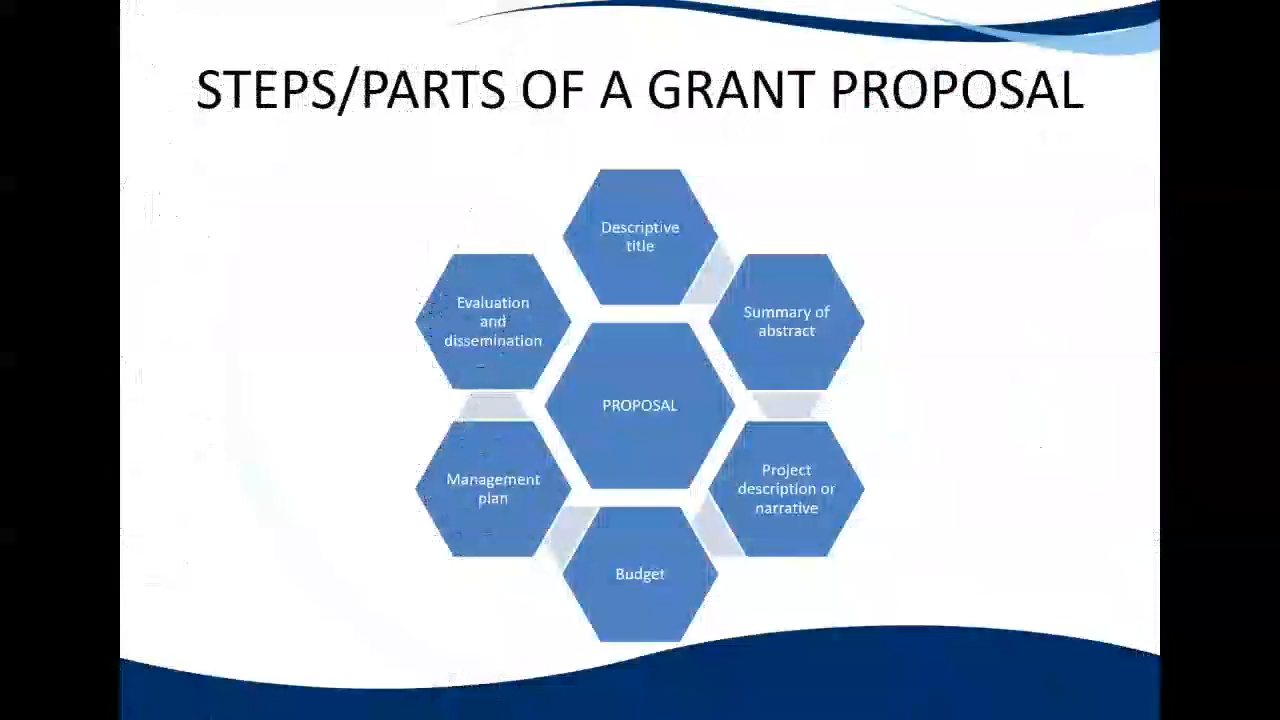 STEPS/PARTS OF A GRANT PROPOSAL
Descriptive
title
Summary of
abstract
Project
description or
narrative
Budget
Management
plan
Evaluation
and
dissemination
PROPOSAL